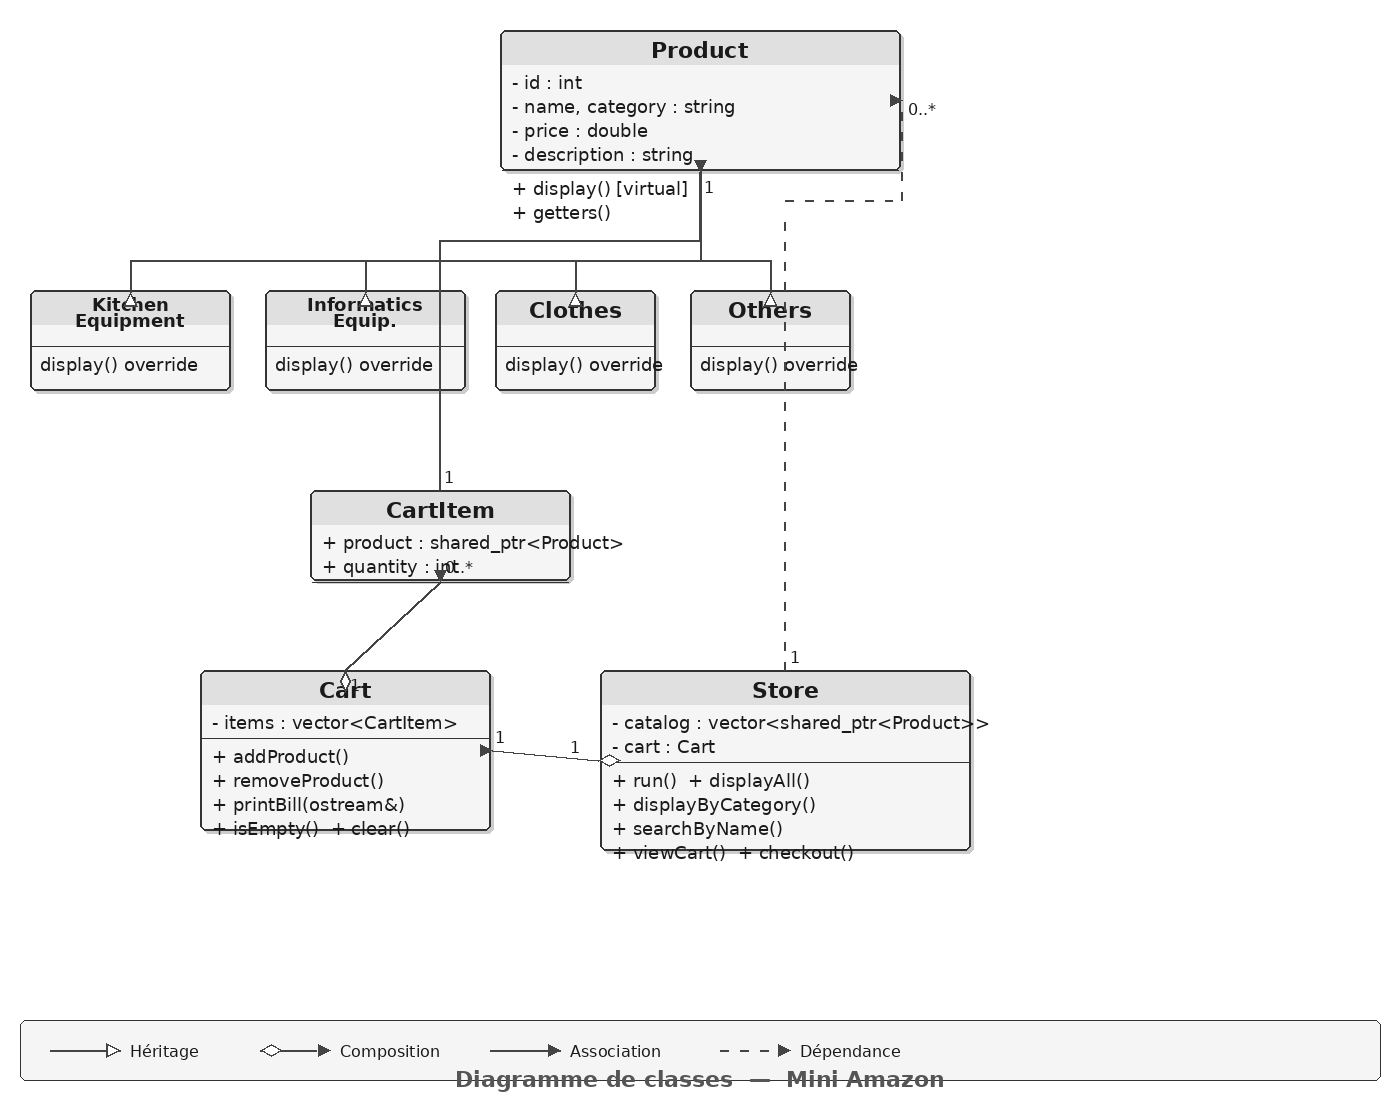 Product
- id : int
- name, category : string
- price : double
- description : string
0..*
1
+ display() [virtual]
+ getters()
Kitchen
Equipment
display() override
Informatics
Equip.
display() override
Clothes
display() override
Others
display() override
1
CartItem
+ product : shared_ptr<Product>
+ quantity : int
0..*
1
Cart
1
- items : vector<CartItem>
+ addProduct()
+ removeProduct()
+ printBill(ostream&)
+ isEmpty()  + clear()
1
1
Store
- catalog : vector<shared_ptr<Product>>
- cart : Cart
+ run()  + displayAll()
+ displayByCategory()
+ searchByName()
+ viewCart()  + checkout()
Héritage
Composition
Association
Dépendance
Diagramme de classes — Mini Amazon